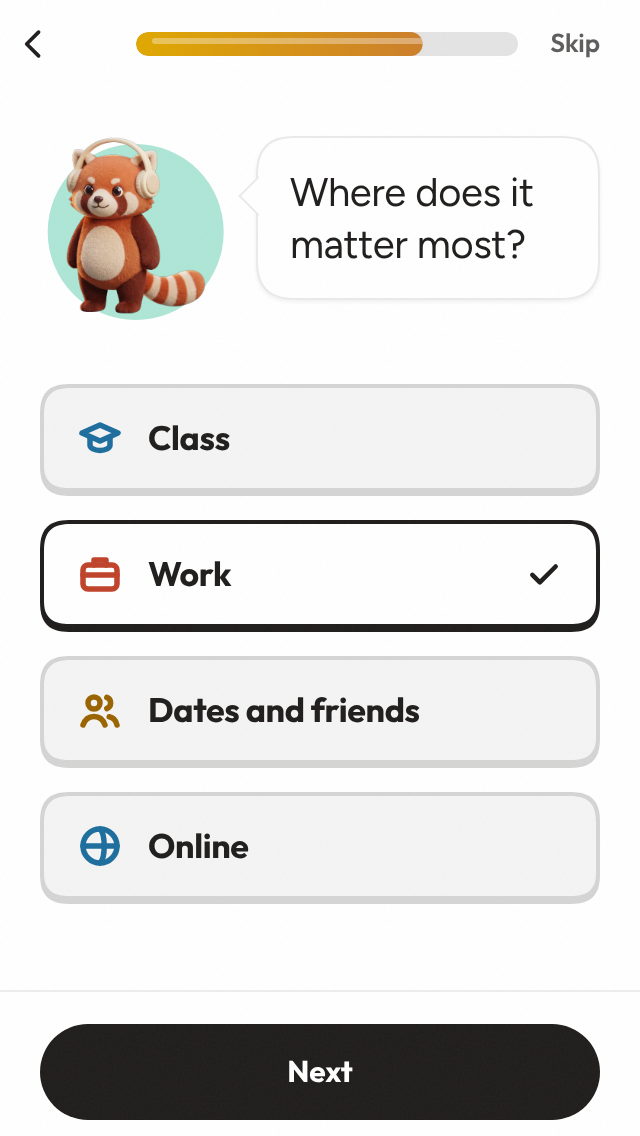 Skip
Where does it
matter most?
Class
Work
Dates and friends
Online
Next